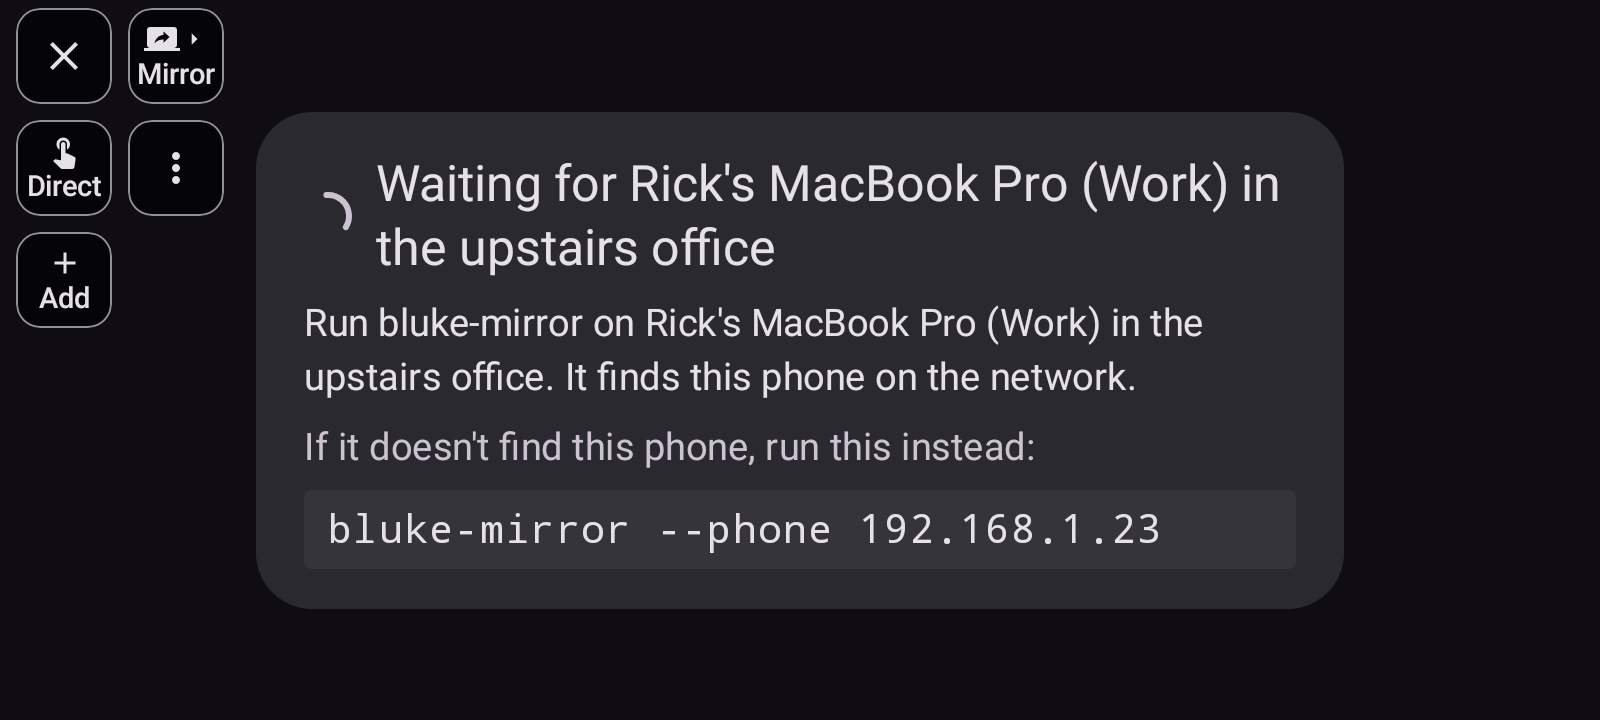 Mirror
Direct
Add
Waiting for Rick's MacBook Pro (Work) in
the upstairs office
Run bluke-mirror on Rick's MacBook Pro (Work) in the
upstairs office. It finds this phone on the network.
If it doesn't find this phone, run this instead:
bluke-mirror --phone 192.168.1.23